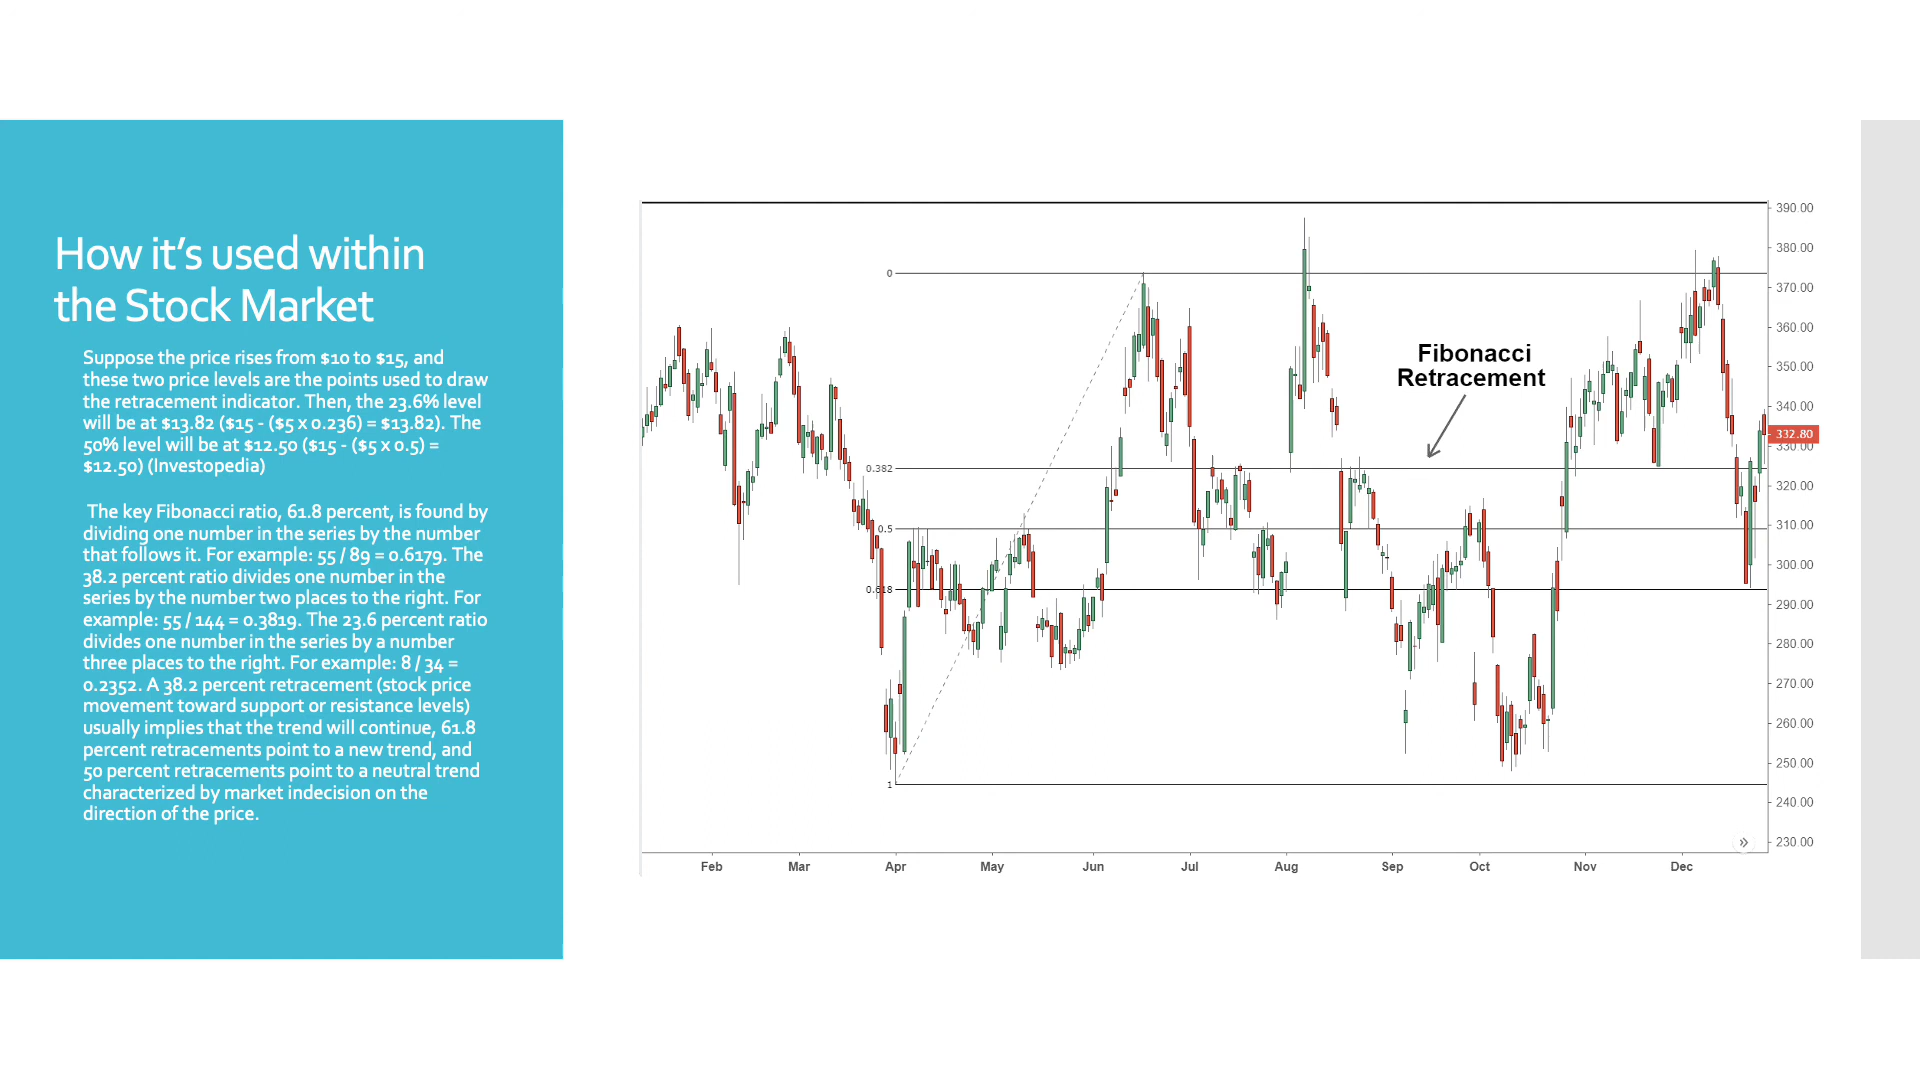 How it’s used within
the Stock Market
Suppose the price rises from $10 to $15, and
these two price levels are the points used to draw
the retracement indicator. Then, the 23.6% level
will be at $13.82 ($15 - ($5 x 0.236) = $13.82). The
50% level will be at $12.50 ($15 - ($5 x 0.5) =
$12.50) (Investopedia)
The key Fibonacci ratio, 61.8 percent, is found by
dividing one number in the series by the number
that follows it. For example: 55 / 89 = 0.6179. The
38.2 percent ratio divides one number in the
series by the number two places to the right. For
example: 55 / 144 = 0.3819. The 23.6 percent ratio
divides one number in the series by a number
three places to the right. For example: 8 / 34 =
0.2352. A 38.2 percent retracement (stock price
movement toward support or resistance levels)
usually implies that the trend will continue, 61.8
percent retracements point to a new trend, and
50 percent retracements point to a neutral trend
characterized by market indecision on the
direction of the price.
Fibonacci
Retracement
0
0.382
0.5
0.618
1
390.00
380.00
370.00
360.00
350.00
340.00
332.80
330.00
320.00
310.00
300.00
290.00
280.00
270.00
260.00
250.00
240.00
230.00
Feb Mar Apr May Jun Jul Aug Sep Oct Nov Dec